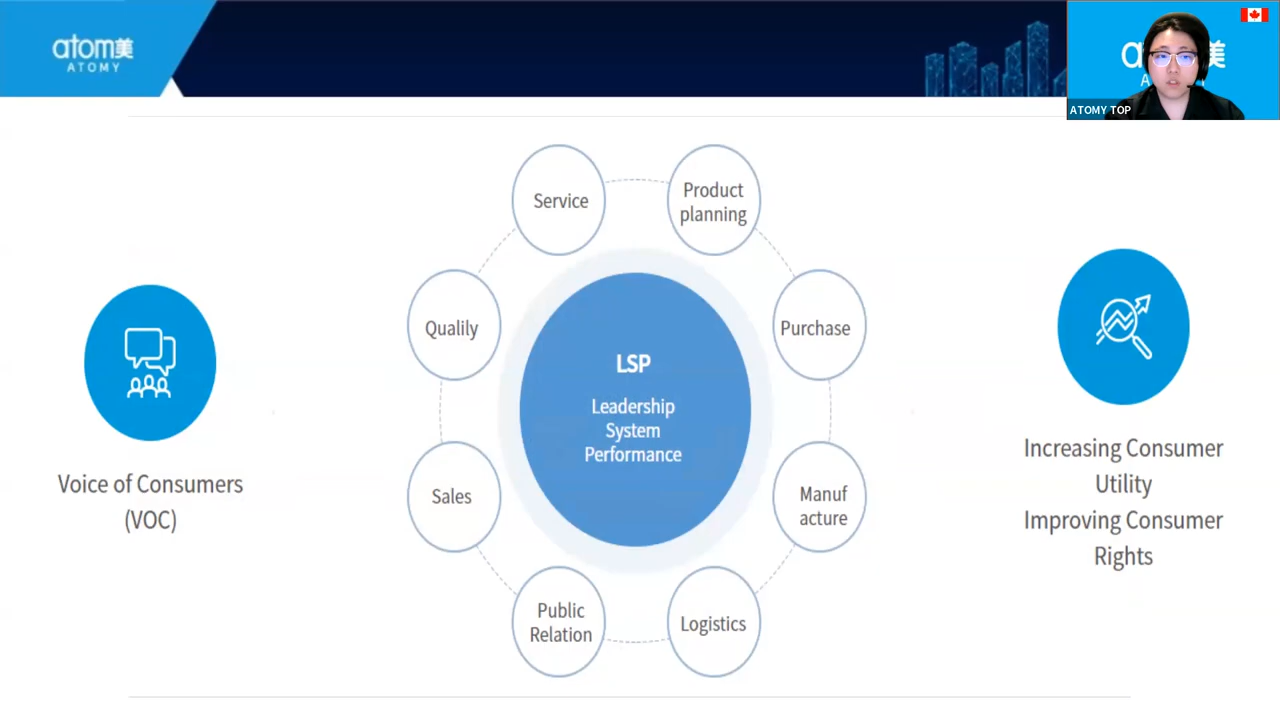 atom美
ATOMY
ATOMY TOP
Service
Product
planning
Qualily
Purchase
LSP
Leadership
System
Performance
Voice of Consumers
(VOC)
Increasing Consumer
Utility
Improving Consumer
Rights
Sales
Manuf
acture
Public
Relation
Logistics